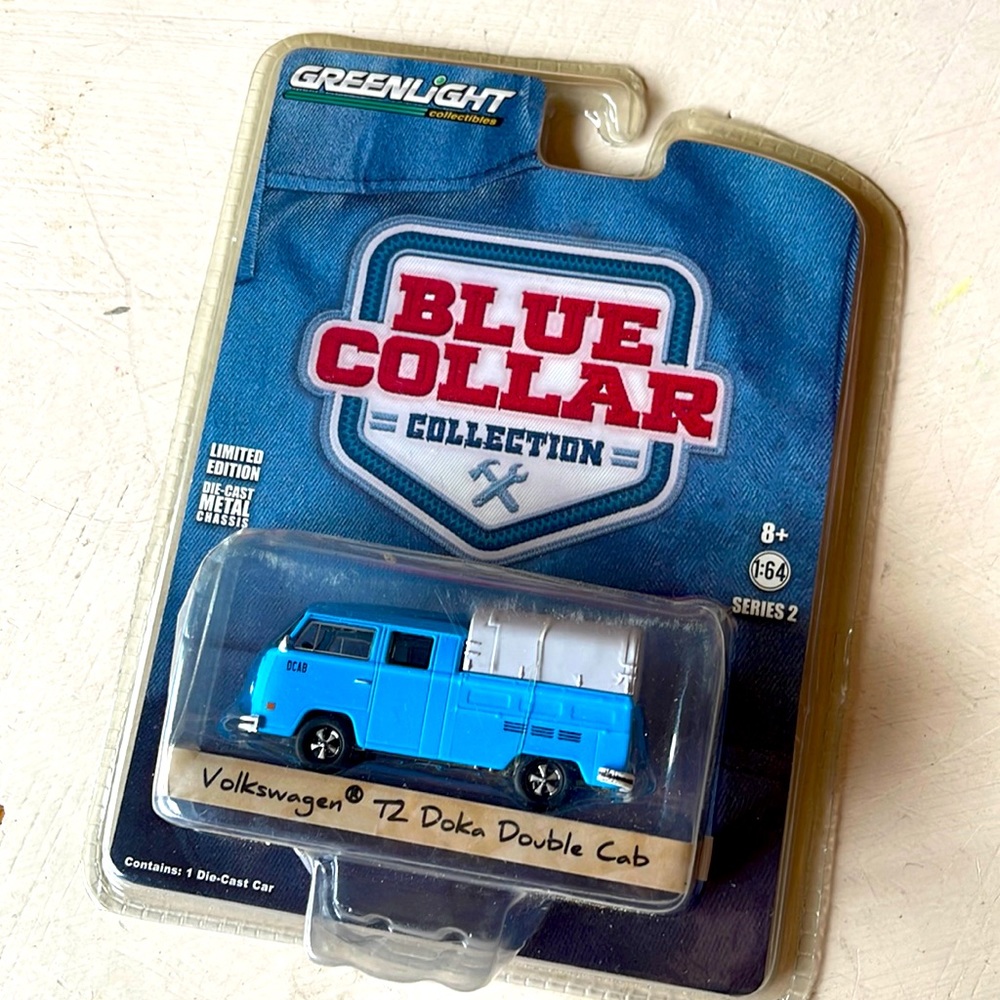 GREENLiGHT
collectibles
BLUE
COLLAR
COLLECTION
LIMITED
EDITION
DIE-CAST
METAL
CHASSIS
8+
1:64
SERIES 2
DCAB
Volkswagen® T2 Doka Double Cab
Contains: 1 Die-Cast Car